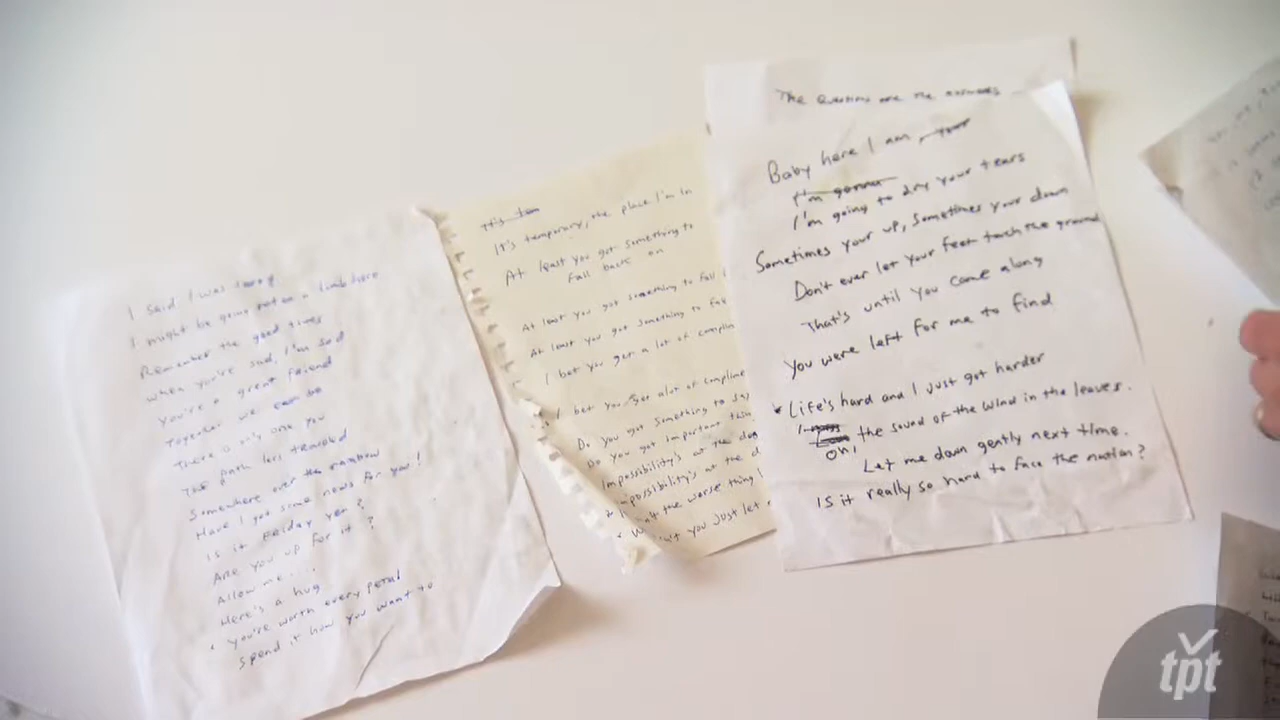 I said I was sorry
I might be going out on a limb here
Remember the good times
when you're sad, I'm sad
You're a great friend
Together we can be
There is only one you
The path less traveled
Somewhere over the rainbow
Have I got some news for you!
Is it Friday yet?
Are you up for it?
Allow me...
Here's a hug
• You're worth every petal
Spend it how you want to
It's tem
It's temporary, the place I'm in
At least you got something to
fall back on
At least you got something to fall
At least you got something to fal
I bet you get a lot of complim
I bet you get alot of complime
Do you got something to say
Do you got important
Impossibility's at the do
Impossibility's at the d
the worse thing
you just let
The Questions are the answers
Baby here I am, your
I'm gonna
I'm going to dry your tears
Sometimes your up, Sometimes your down
Don't ever let your feet touch the ground
That's until you come along
You were left for me to find
• Life's hard and I just got harder
the sound of the wind in the leaves.
Oh,
Let me down gently next time.
Is it really so hard to face the nation?
tpt